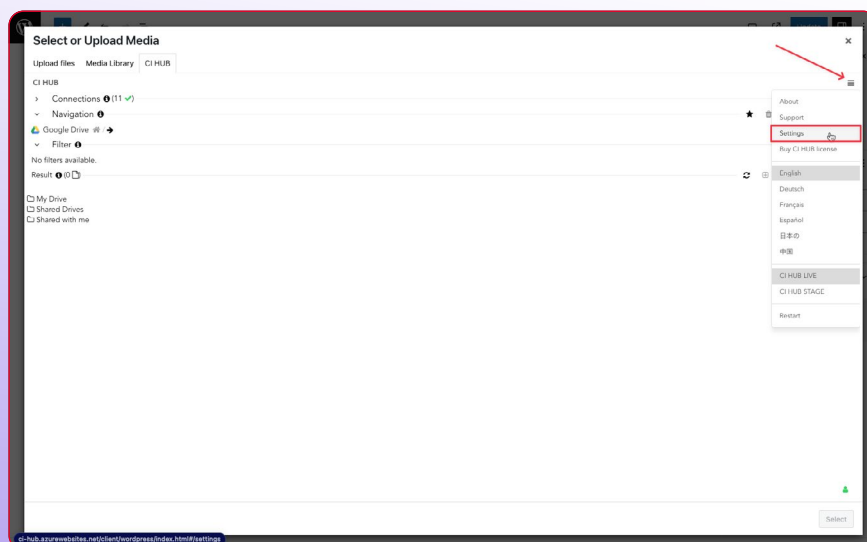 Select or Upload Media
Upload files Media Library CI HUB
CI HUB
Connections (11 ✓)
Navigation
Google Drive
Filter
No filters available.
Result (0
My Drive
Shared Drives
Shared with me
About
Support
Settings
Buy CI HUB license
English
Deutsch
Français
Español
日本の
中国
CI HUB LIVE
CI HUB STAGE
Restart
Select
ci-hub.azurewebsites.net/client/wordpress/index.html#/settings